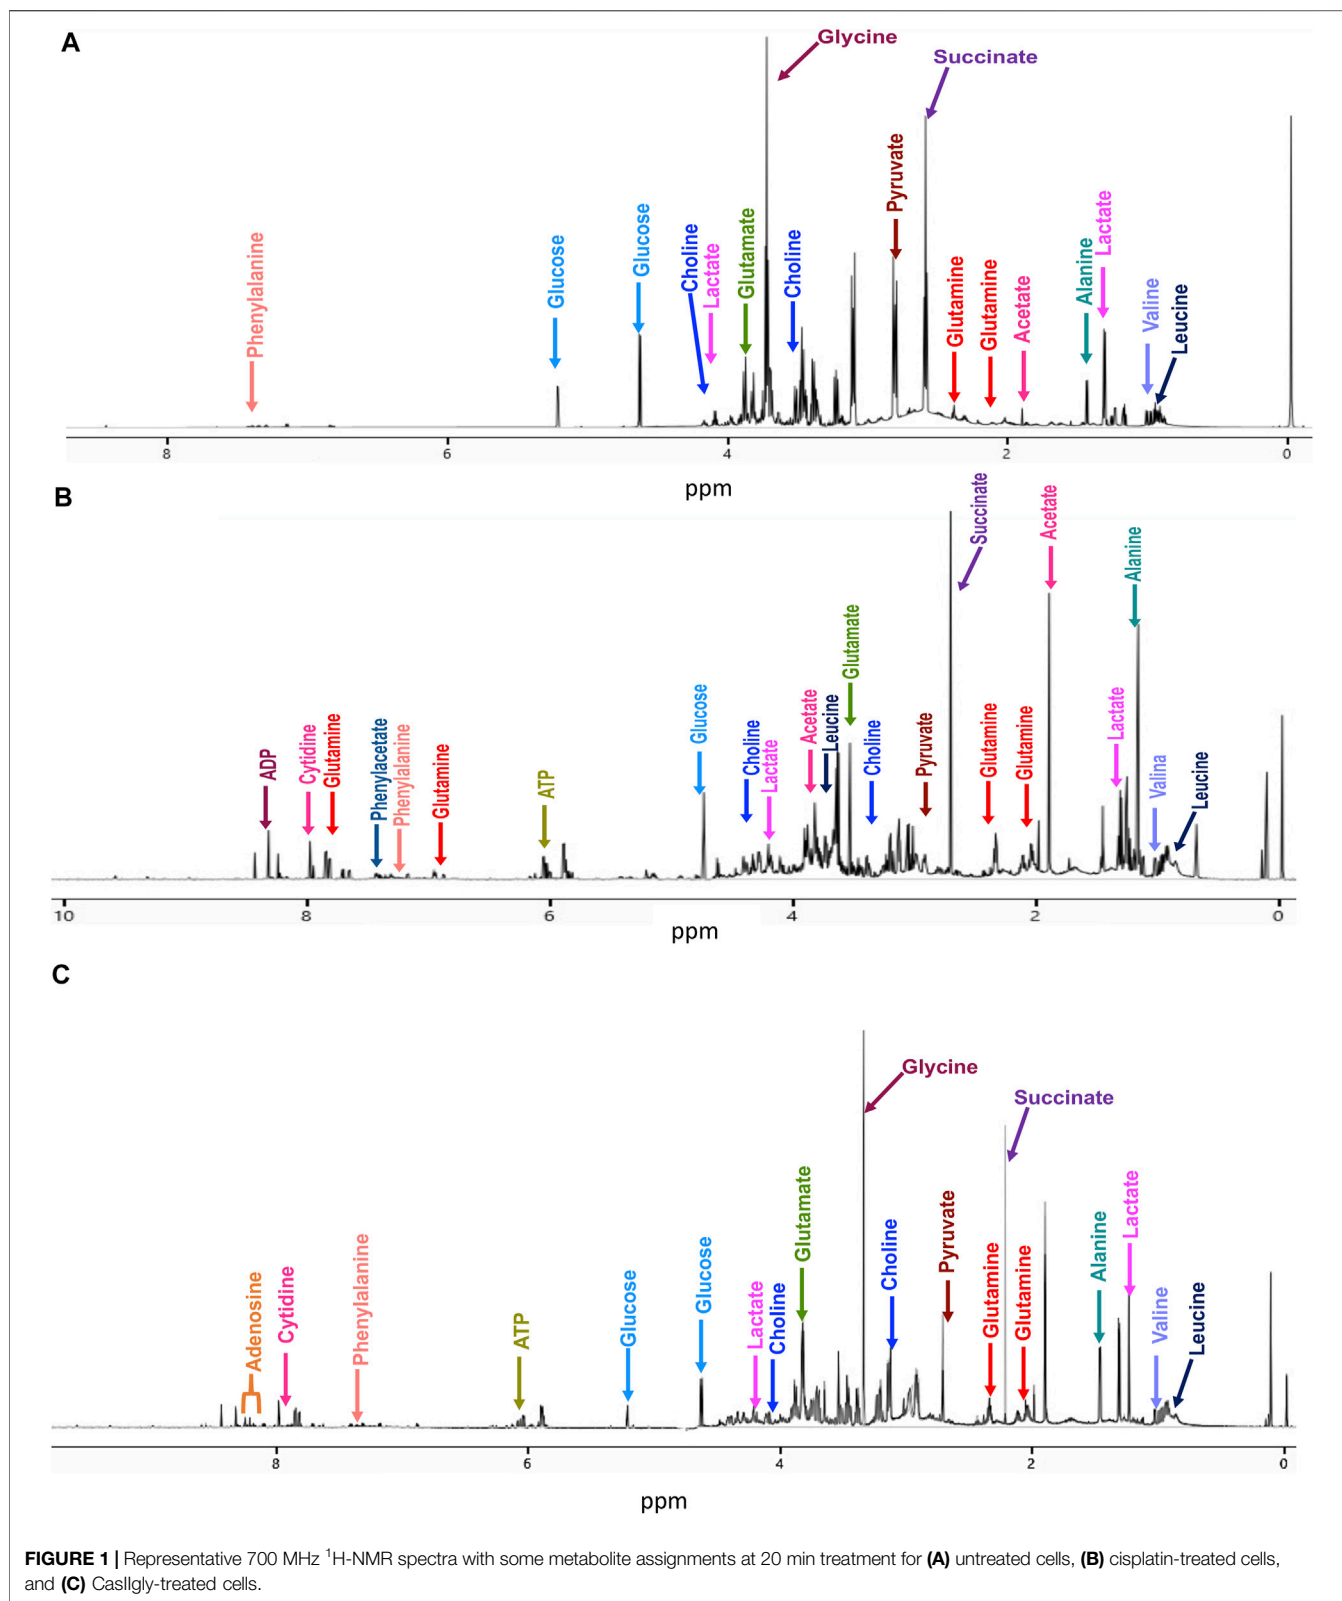 A
Glycine
Succinate
Phenylalanine
Glucose
Glucose
Choline
Lactate
Glutamate
Choline
Pyruvate
Glutamine
Glutamine
Acetate
Alanine
Lactate
Valine
Leucine
8 6 4 2 0
ppm
B
ADP
Cytidine
Glutamine
Phenylacetate
Phenylalanine
Glutamine
ATP
Glucose
Choline
Lactate
Acetate
Leucine
Glutamate
Choline
Pyruvate
Succinate
Glutamine
Glutamine
Acetate
Lactate
Alanine
Valina
Leucine
10 8 6 4 2 0
ppm
C
Glycine
Succinate
Adenosine
Cytidine
Phenylalanine
ATP
Glucose
Glucose
Lactate
Choline
Glutamate
Choline
Pyruvate
Glutamine
Glutamine
Alanine
Lactate
Valine
Leucine
8 6 4 2 0
ppm
FIGURE 1 | Representative 700 MHz ¹H-NMR spectra with some metabolite assignments at 20 min treatment for (A) untreated cells, (B) cisplatin-treated cells,
and (C) CasIIgly-treated cells.